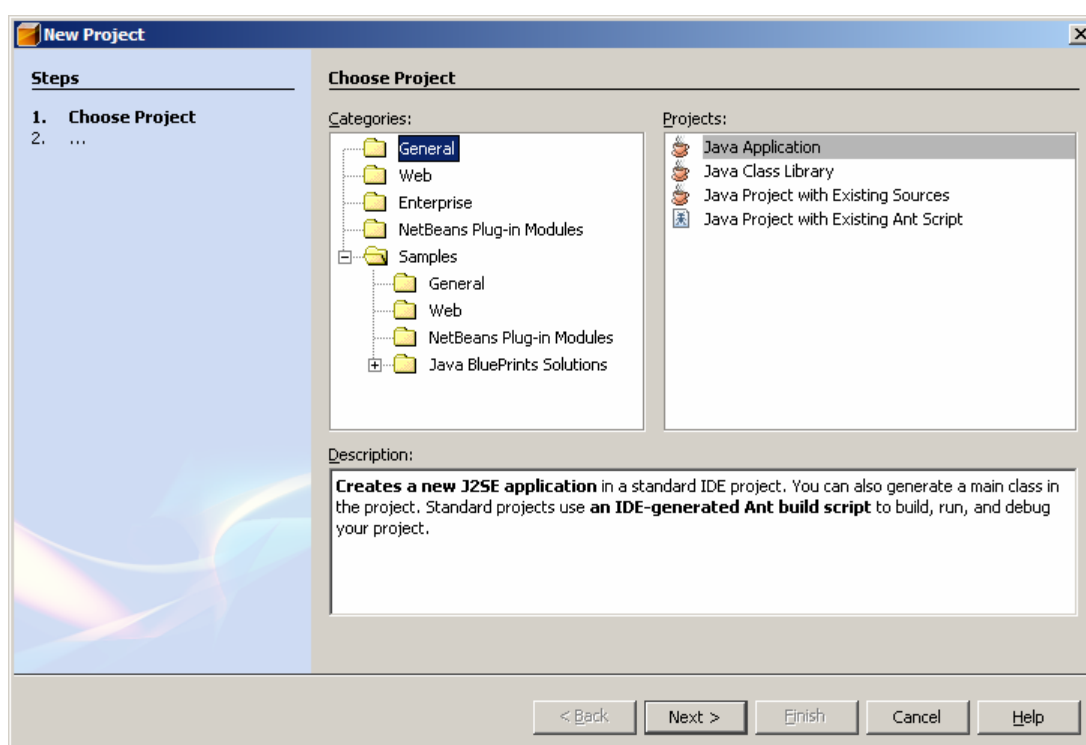 New Project
Steps
1. Choose Project
2. ...
Choose Project
Categories:
General
Web
Enterprise
NetBeans Plug-in Modules
Samples
General
Web
NetBeans Plug-in Modules
Java BluePrints Solutions
Projects:
Java Application
Java Class Library
Java Project with Existing Sources
Java Project with Existing Ant Script
Description:
Creates a new J2SE application in a standard IDE project. You can also generate a main class in
the project. Standard projects use an IDE-generated Ant build script to build, run, and debug
your project.
< Back
Next >
Finish
Cancel
Help